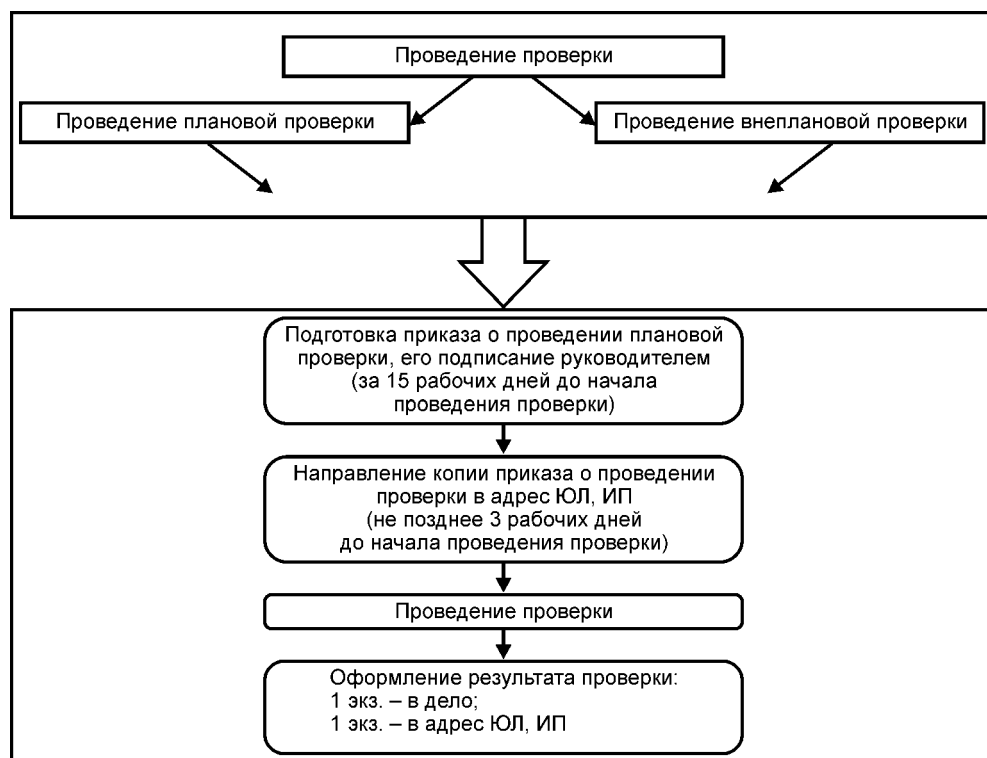 Проведение проверки
Проведение плановой проверки
Проведение внеплановой проверки
Подготовка приказа о проведении плановой
проверки, его подписание руководителем
(за 15 рабочих дней до начала
проведения проверки)
Направление копии приказа о проведении
проверки в адрес ЮЛ, ИП
(не позднее 3 рабочих дней
до начала проведения проверки)
Проведение проверки
Оформление результата проверки:
1 экз. – в дело;
1 экз. – в адрес ЮЛ, ИП